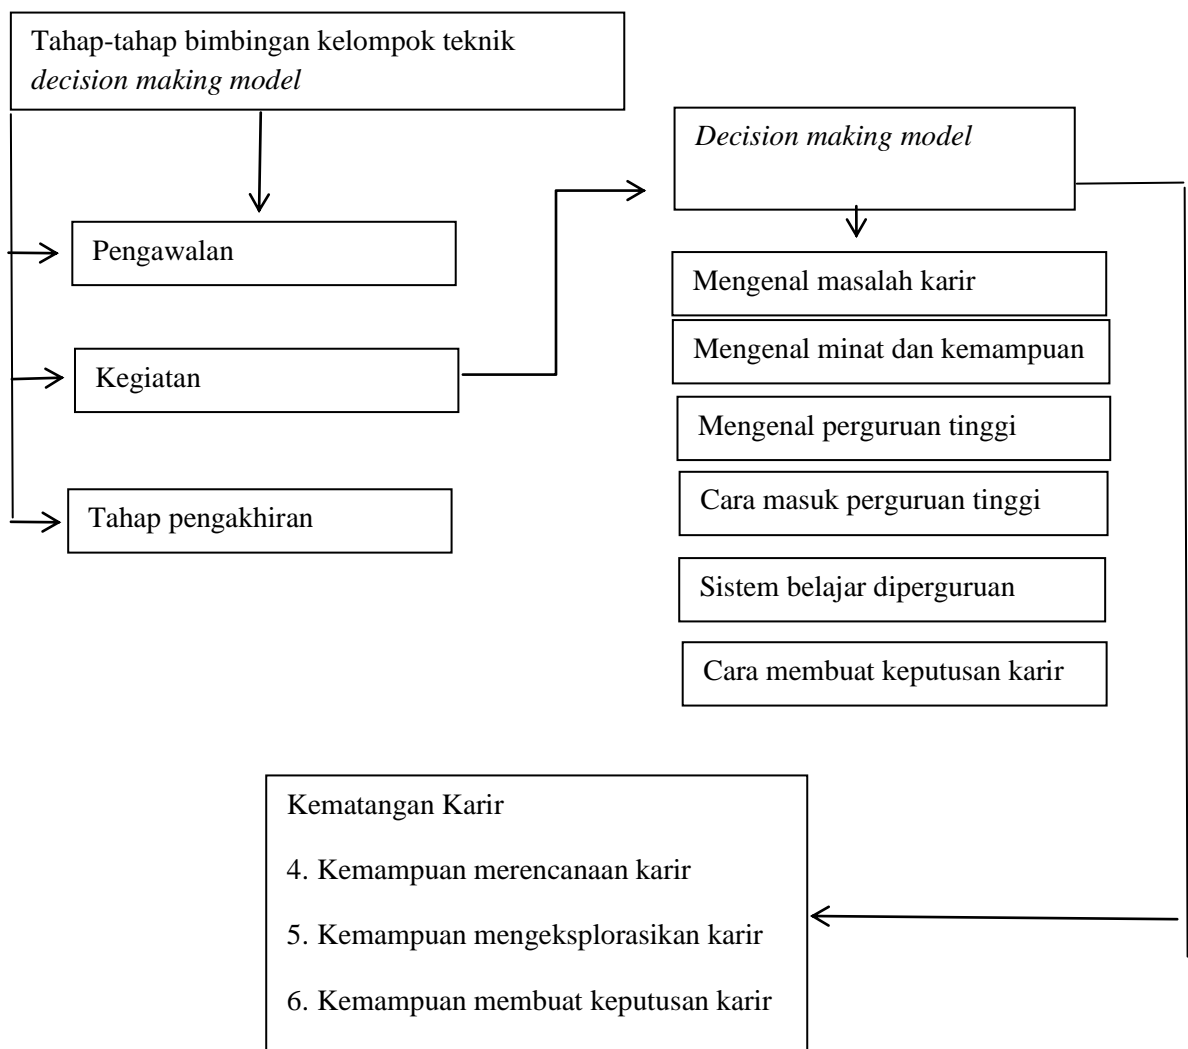 Tahap-tahap bimbingan kelompok teknik
decision making model
Pengawalan
Kegiatan
Tahap pengakhiran
Decision making model
Mengenal masalah karir
Mengenal minat dan kemampuan
Mengenal perguruan tinggi
Cara masuk perguruan tinggi
Sistem belajar diperguruan
Cara membuat keputusan karir
Kematangan Karir
4. Kemampuan merencanaan karir
5. Kemampuan mengeksplorasikan karir
6. Kemampuan membuat keputusan karir